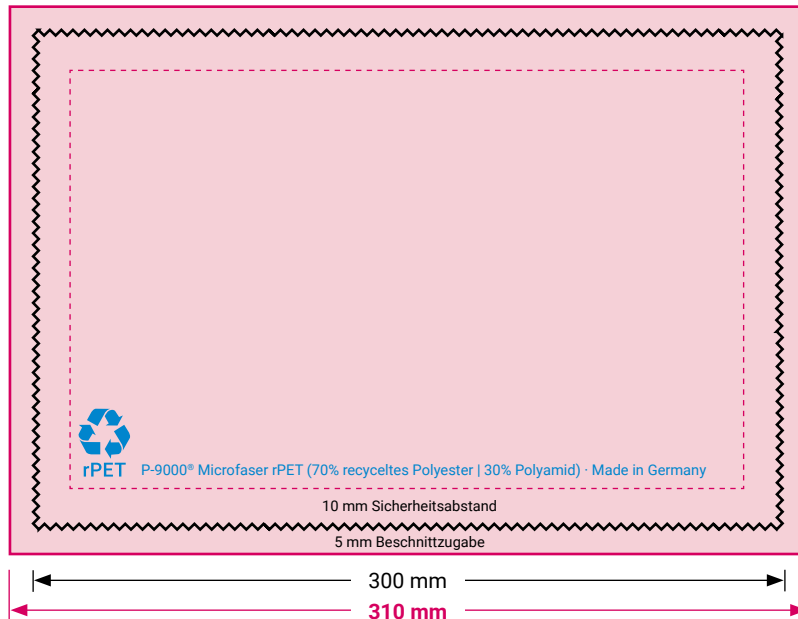 rPET
P-9000® Microfaser rPET (70% recyceltes Polyester | 30% Polyamid) · Made in Germany
10 mm Sicherheitsabstand
5 mm Beschnittzugabe
300 mm
310 mm